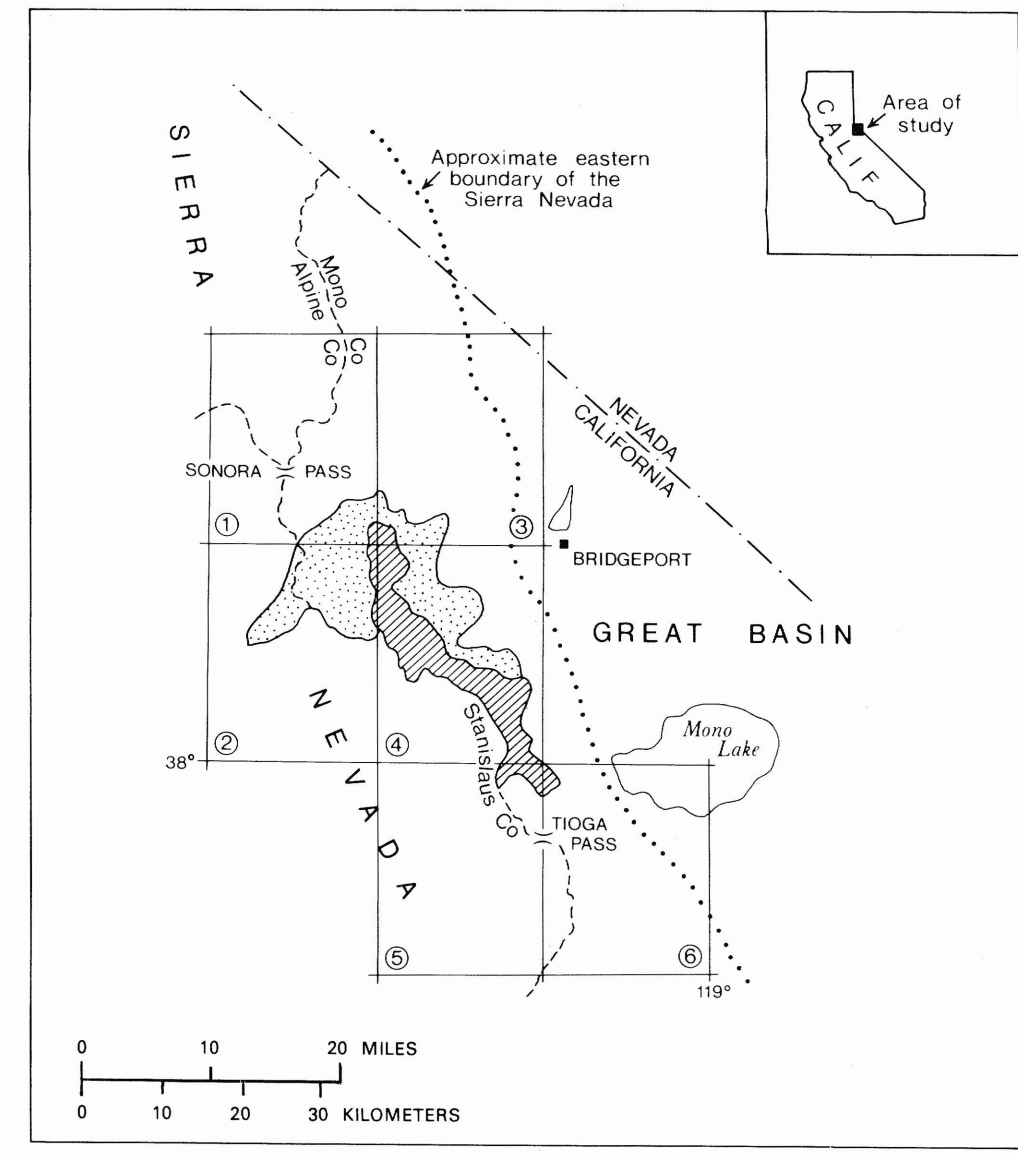 SIERRA
Approximate eastern
boundary of the
Sierra Nevada
CALIF
Area of
study
Mono Co
Alpine Co
NEVADA
CALIFORNIA
SONORA PASS
①
③
BRIDGEPORT
GREAT BASIN
NEVADA
Stanislaus Co
Mono
Lake
38°
②
④
TIOGA
PASS
⑤
⑥
119°
0 10 20 MILES
0 10 20 30 KILOMETERS